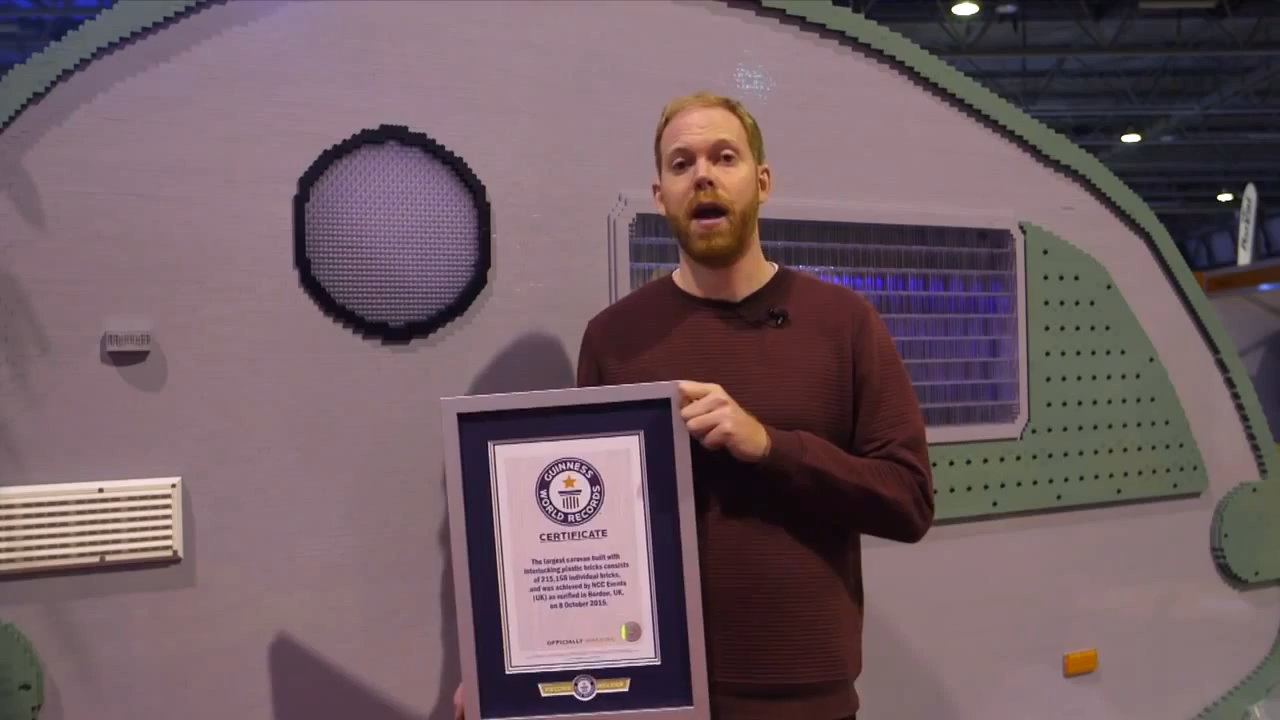 GUINNESS
WORLD RECORDS
CERTIFICATE
The largest caravan built with
interlocking plastic bricks consists
of 215,158 individual bricks,
and was achieved by NCC Events
(UK) as verified in Bordon, UK,
on 8 October 2015.
OFFICIALLY AMAZING